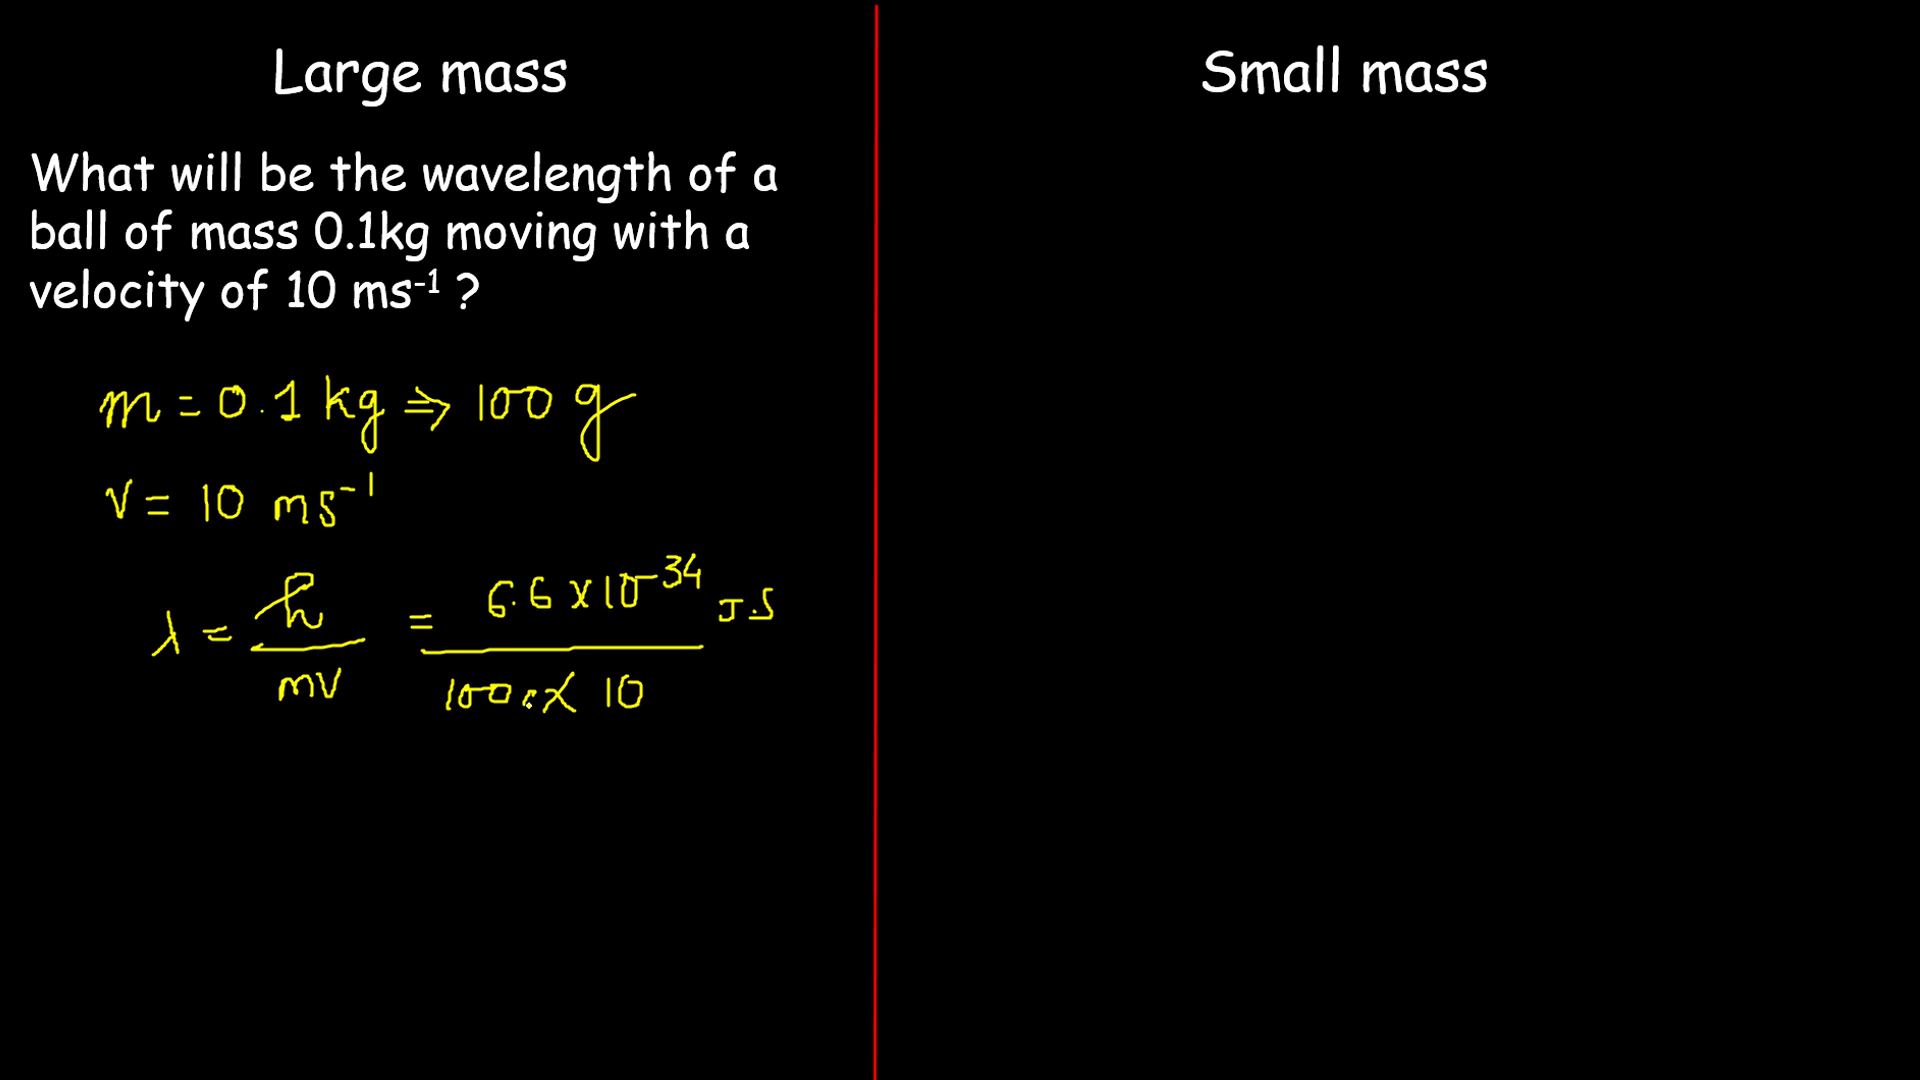 Large mass
What will be the wavelength of a
ball of mass 0.1kg moving with a
velocity of 10 ms⁻¹ ?
m = 0.1 kg ⇒ 100 g
v = 10 ms⁻¹
λ = h / mv = 6.6 x 10⁻³⁴ J.S / 100 x 10
Small mass